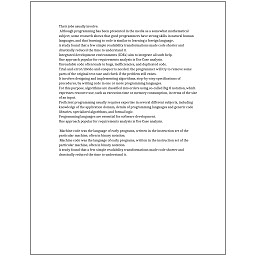 Their jobs usually involve:
Although programming has been presented in the media as a somewhat mathematical
subject, some research shows that good programmers have strong skills in natural human
languages, and that learning to code is similar to learning a foreign language.
A study found that a few simple readability transformations made code shorter and
drastically reduced the time to understand it.
Integrated development environments (IDEs) aim to integrate all such help.
One approach popular for requirements analysis is Use Case analysis.
Unreadable code often leads to bugs, inefficiencies, and duplicated code.
Trial-and-error/divide-and-conquer is needed: the programmer will try to remove some
parts of the original test case and check if the problem still exists.
It involves designing and implementing algorithms, step-by-step specifications of
procedures, by writing code in one or more programming languages.
For this purpose, algorithms are classified into orders using so-called Big O notation, which
expresses resource use, such as execution time or memory consumption, in terms of the size
of an input.
Proficient programming usually requires expertise in several different subjects, including
knowledge of the application domain, details of programming languages and generic code
libraries, specialized algorithms, and formal logic.
Programming languages are essential for software development.
One approach popular for requirements analysis is Use Case analysis.
Machine code was the language of early programs, written in the instruction set of the
particular machine, often in binary notation.
Machine code was the language of early programs, written in the instruction set of the
particular machine, often in binary notation.
A study found that a few simple readability transformations made code shorter and
drastically reduced the time to understand it.